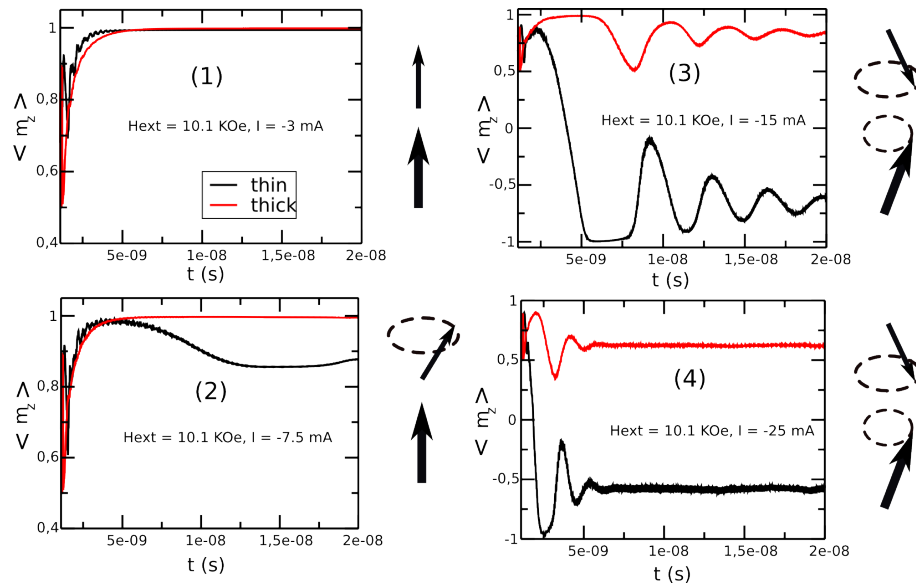 1
0,8
0,6
0,4
< m_z >
(1)
Hext = 10.1 KOe, I = -3 mA
thin
thick
5e-09 1e-08 1,5e-08 2e-08
t (s)
1
0,5
0
-0,5
-1
< m_z >
(3)
Hext = 10.1 KOe, I = -15 mA
5e-09 1e-08 1,5e-08 2e-08
t (s)
1
0,8
0,6
0,4
< m_z >
(2)
Hext = 10.1 KOe, I = -7.5 mA
5e-09 1e-08 1,5e-08 2e-08
t (s)
1
0,5
0
-0,5
-1
< m_z >
(4)
Hext = 10.1 KOe, I = -25 mA
5e-09 1e-08 1,5e-08 2e-08
t (s)